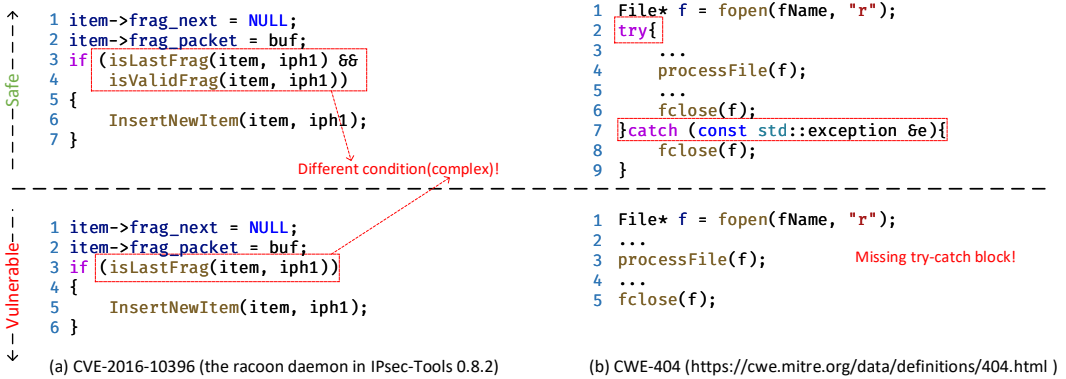 Safe
1 item->frag_next = NULL;
2 item->frag_packet = buf;
3 if (isLastFrag(item, iph1) &&
4 isValidFrag(item, iph1))
5 {
6 InsertNewItem(item, iph1);
7 }
Different condition(complex)!
1 File* f = fopen(fName, "r");
2 try{
3 ...
4 processFile(f);
5 ...
6 fclose(f);
7 }catch (const std::exception &e){
8 fclose(f);
9 }
Vulnerable
1 item->frag_next = NULL;
2 item->frag_packet = buf;
3 if (isLastFrag(item, iph1))
4 {
5 InsertNewItem(item, iph1);
6 }
1 File* f = fopen(fName, "r");
2 ...
3 processFile(f);
4 ...
5 fclose(f);
Missing try-catch block!
(a) CVE-2016-10396 (the racoon daemon in IPsec-Tools 0.8.2)
(b) CWE-404 (https://cwe.mitre.org/data/definitions/404.html )